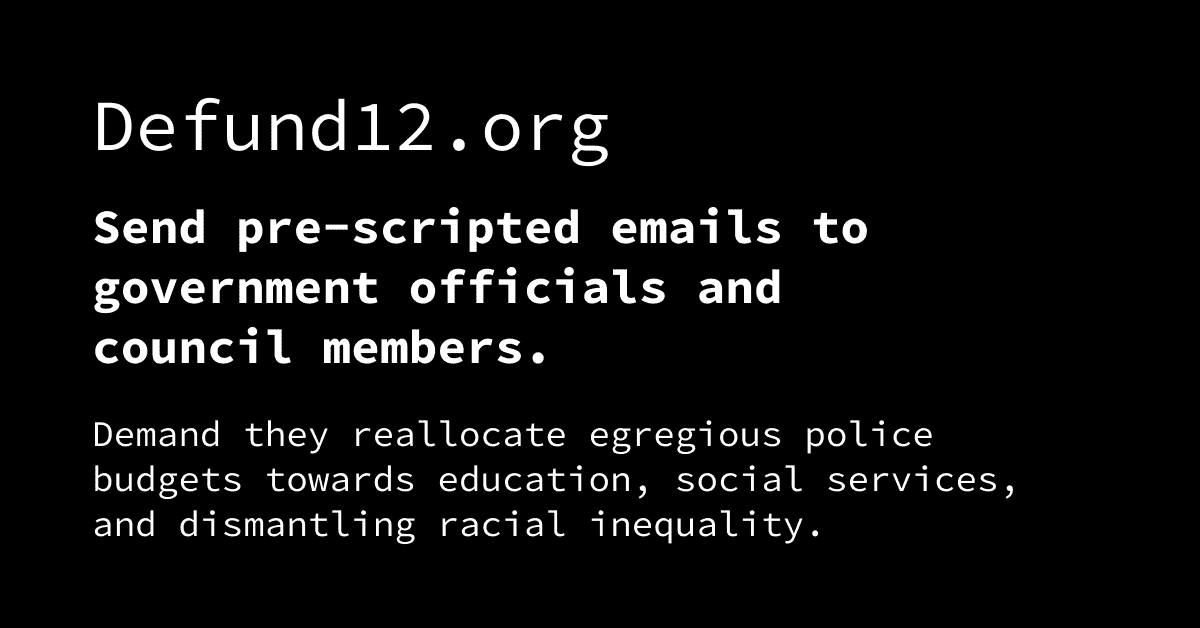 Defund12.org
Send pre-scripted emails to
government officials and
council members.
Demand they reallocate egregious police
budgets towards education, social services,
and dismantling racial inequality.